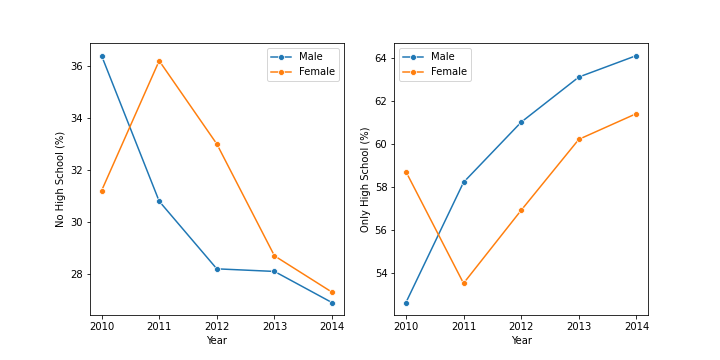 Male
Female
36
34
32
30
28
No High School (%)
2010 2011 2012 2013 2014
Year
Male
Female
64
62
60
58
56
54
Only High School (%)
2010 2011 2012 2013 2014
Year